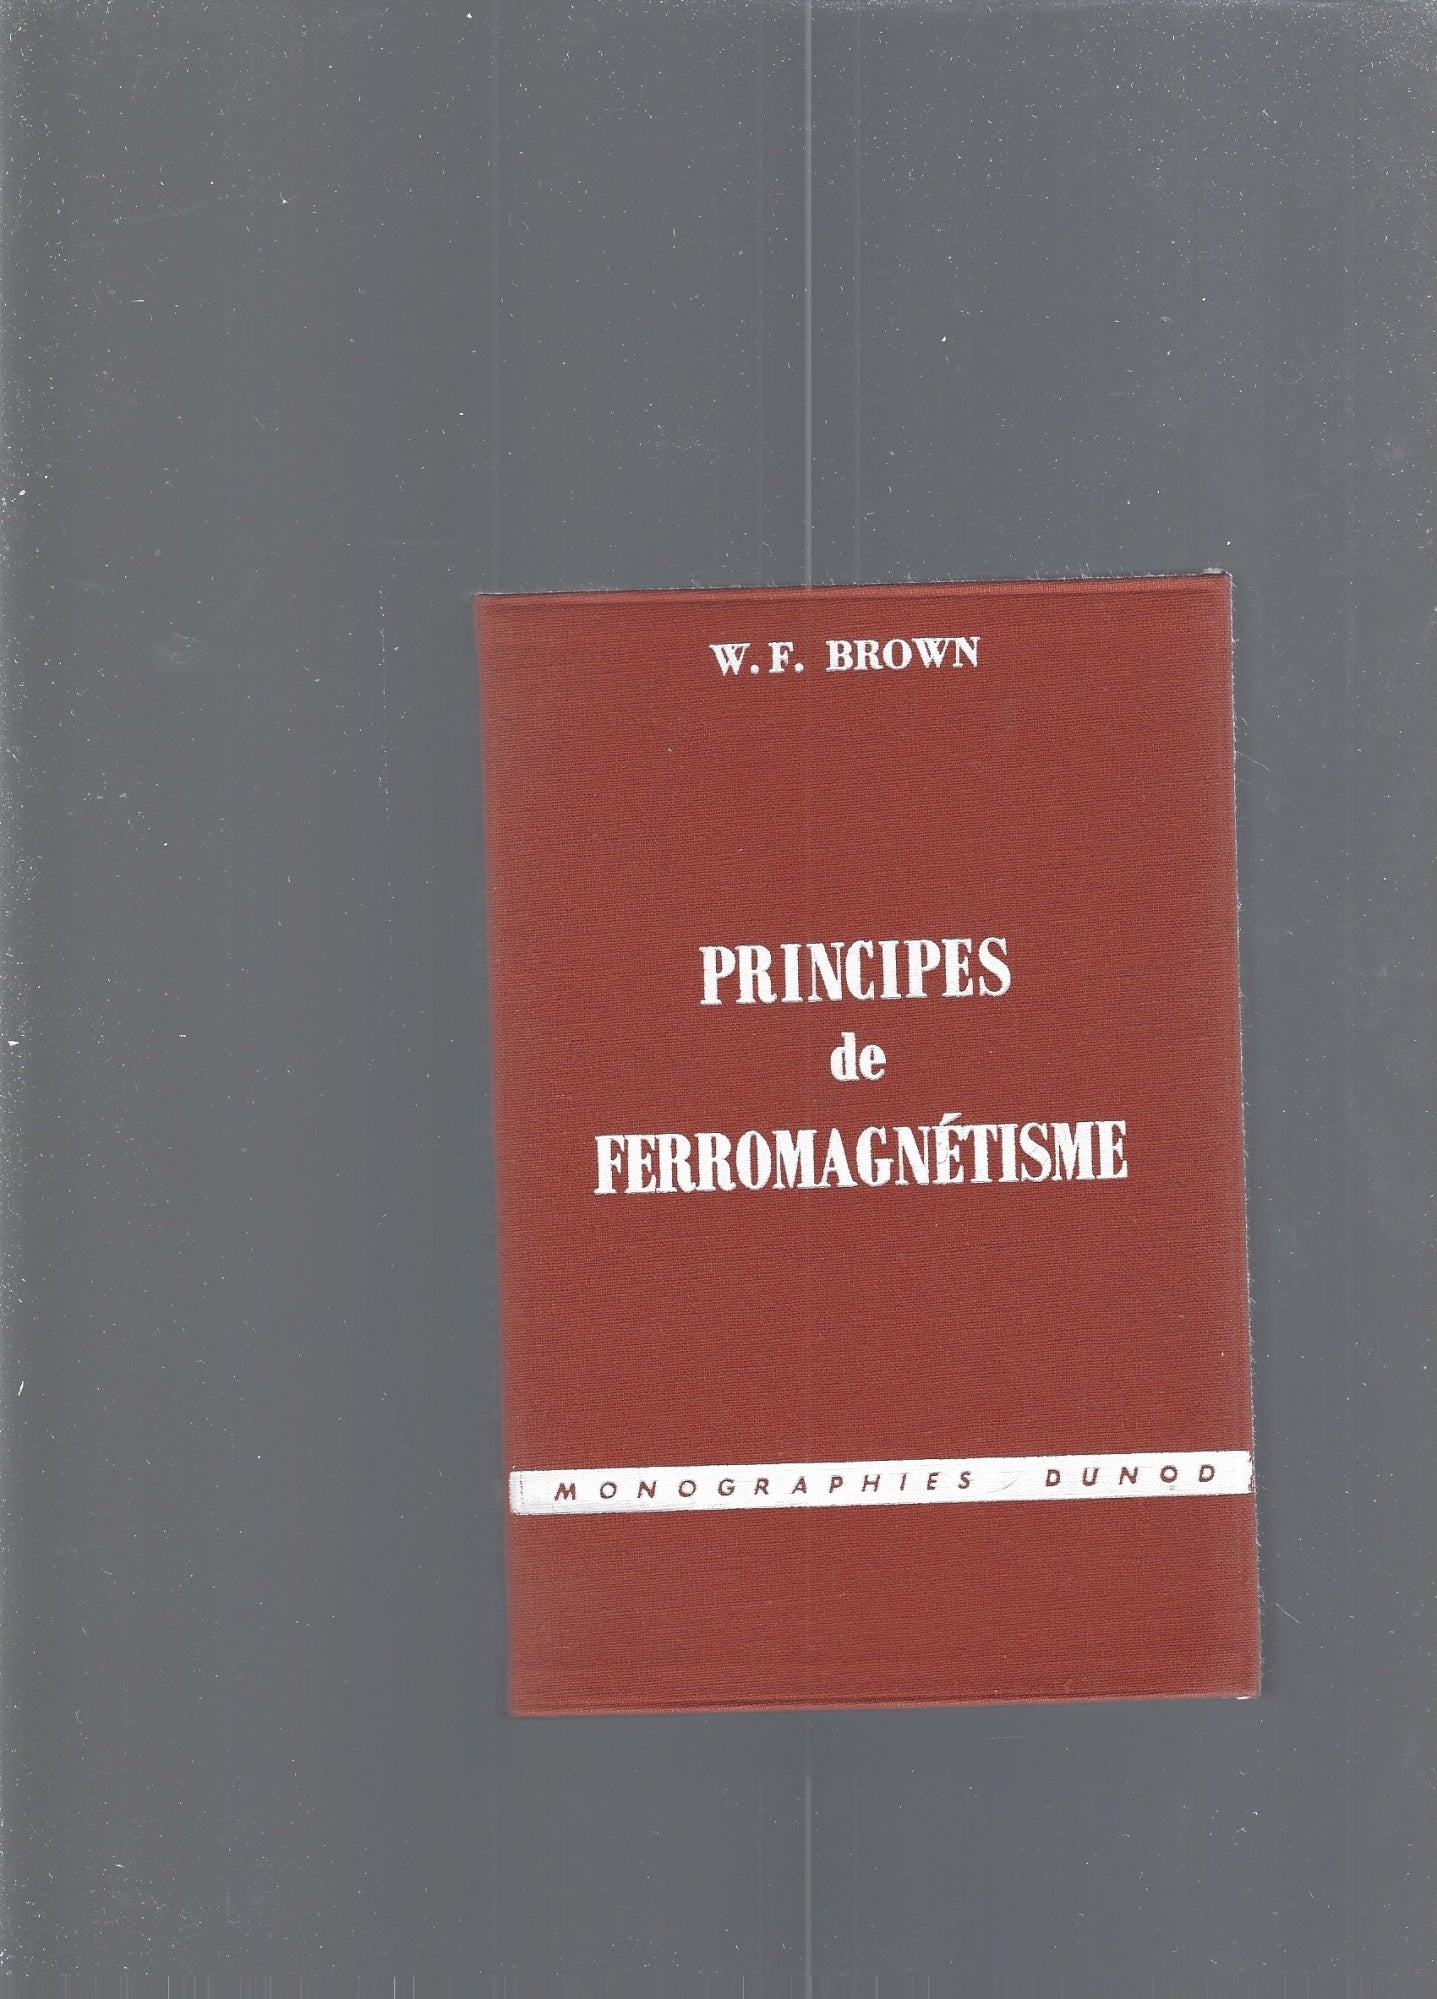 W. F. BROWN
PRINCIPES
de
FERROMAGNÉTISME
MONOGRAPHIES DUNOD